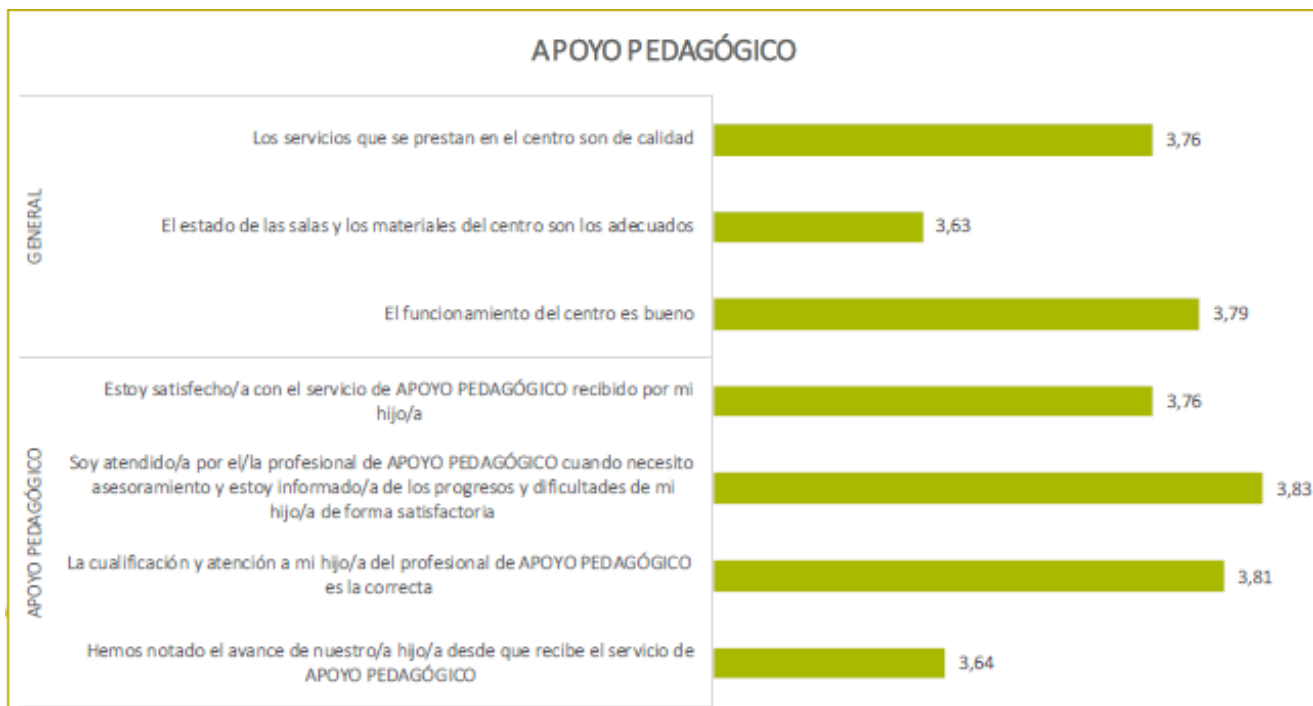 APOYO PEDAGÓGICO
GENERAL
Los servicios que se prestan en el centro son de calidad
3,76
El estado de las salas y los materiales del centro son los adecuados
3,63
El funcionamiento del centro es bueno
3,79
APOYO PEDAGÓGICO
Estoy satisfecho/a con el servicio de APOYO PEDAGÓGICO recibido por mi
hijo/a
3,76
Soy atendido/a por el/la profesional de APOYO PEDAGÓGICO cuando necesito
asesoramiento y estoy informado/a de los progresos y dificultades de mi
hijo/a de forma satisfactoria
3,83
La cualificación y atención a mi hijo/a del profesional de APOYO PEDAGÓGICO
es la correcta
3,81
Hemos notado el avance de nuestro/a hijo/a desde que recibe el servicio de
APOYO PEDAGÓGICO
3,64